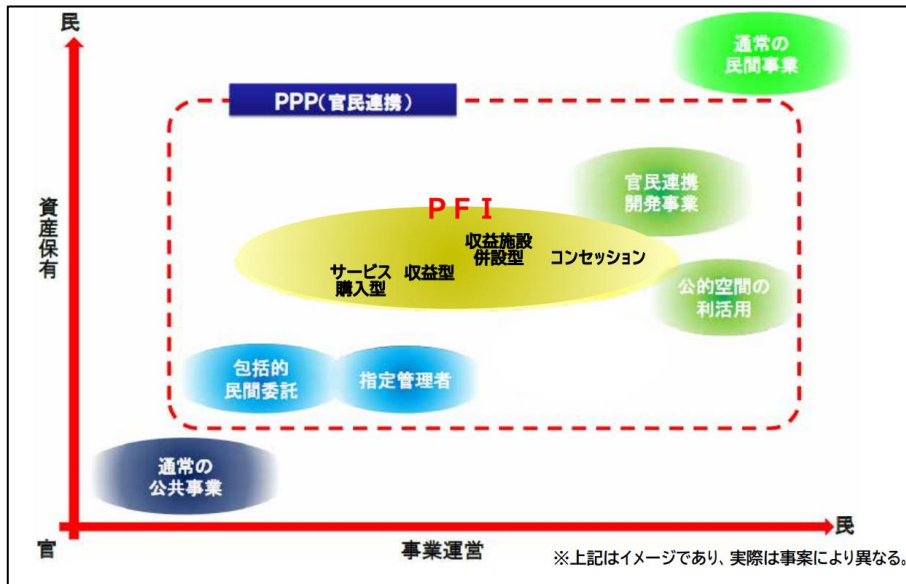 民
通常の
民間事業
PPP(官民連携)
官民連携
開発事業
資産保有
PFI
収益施設
併設型
コンセッション
サービス
購入型
収益型
公的空間の
利活用
包括的
民間委託
指定管理者
通常の
公共事業
官
事業運営
民
※上記はイメージであり、実際は事案により異なる。